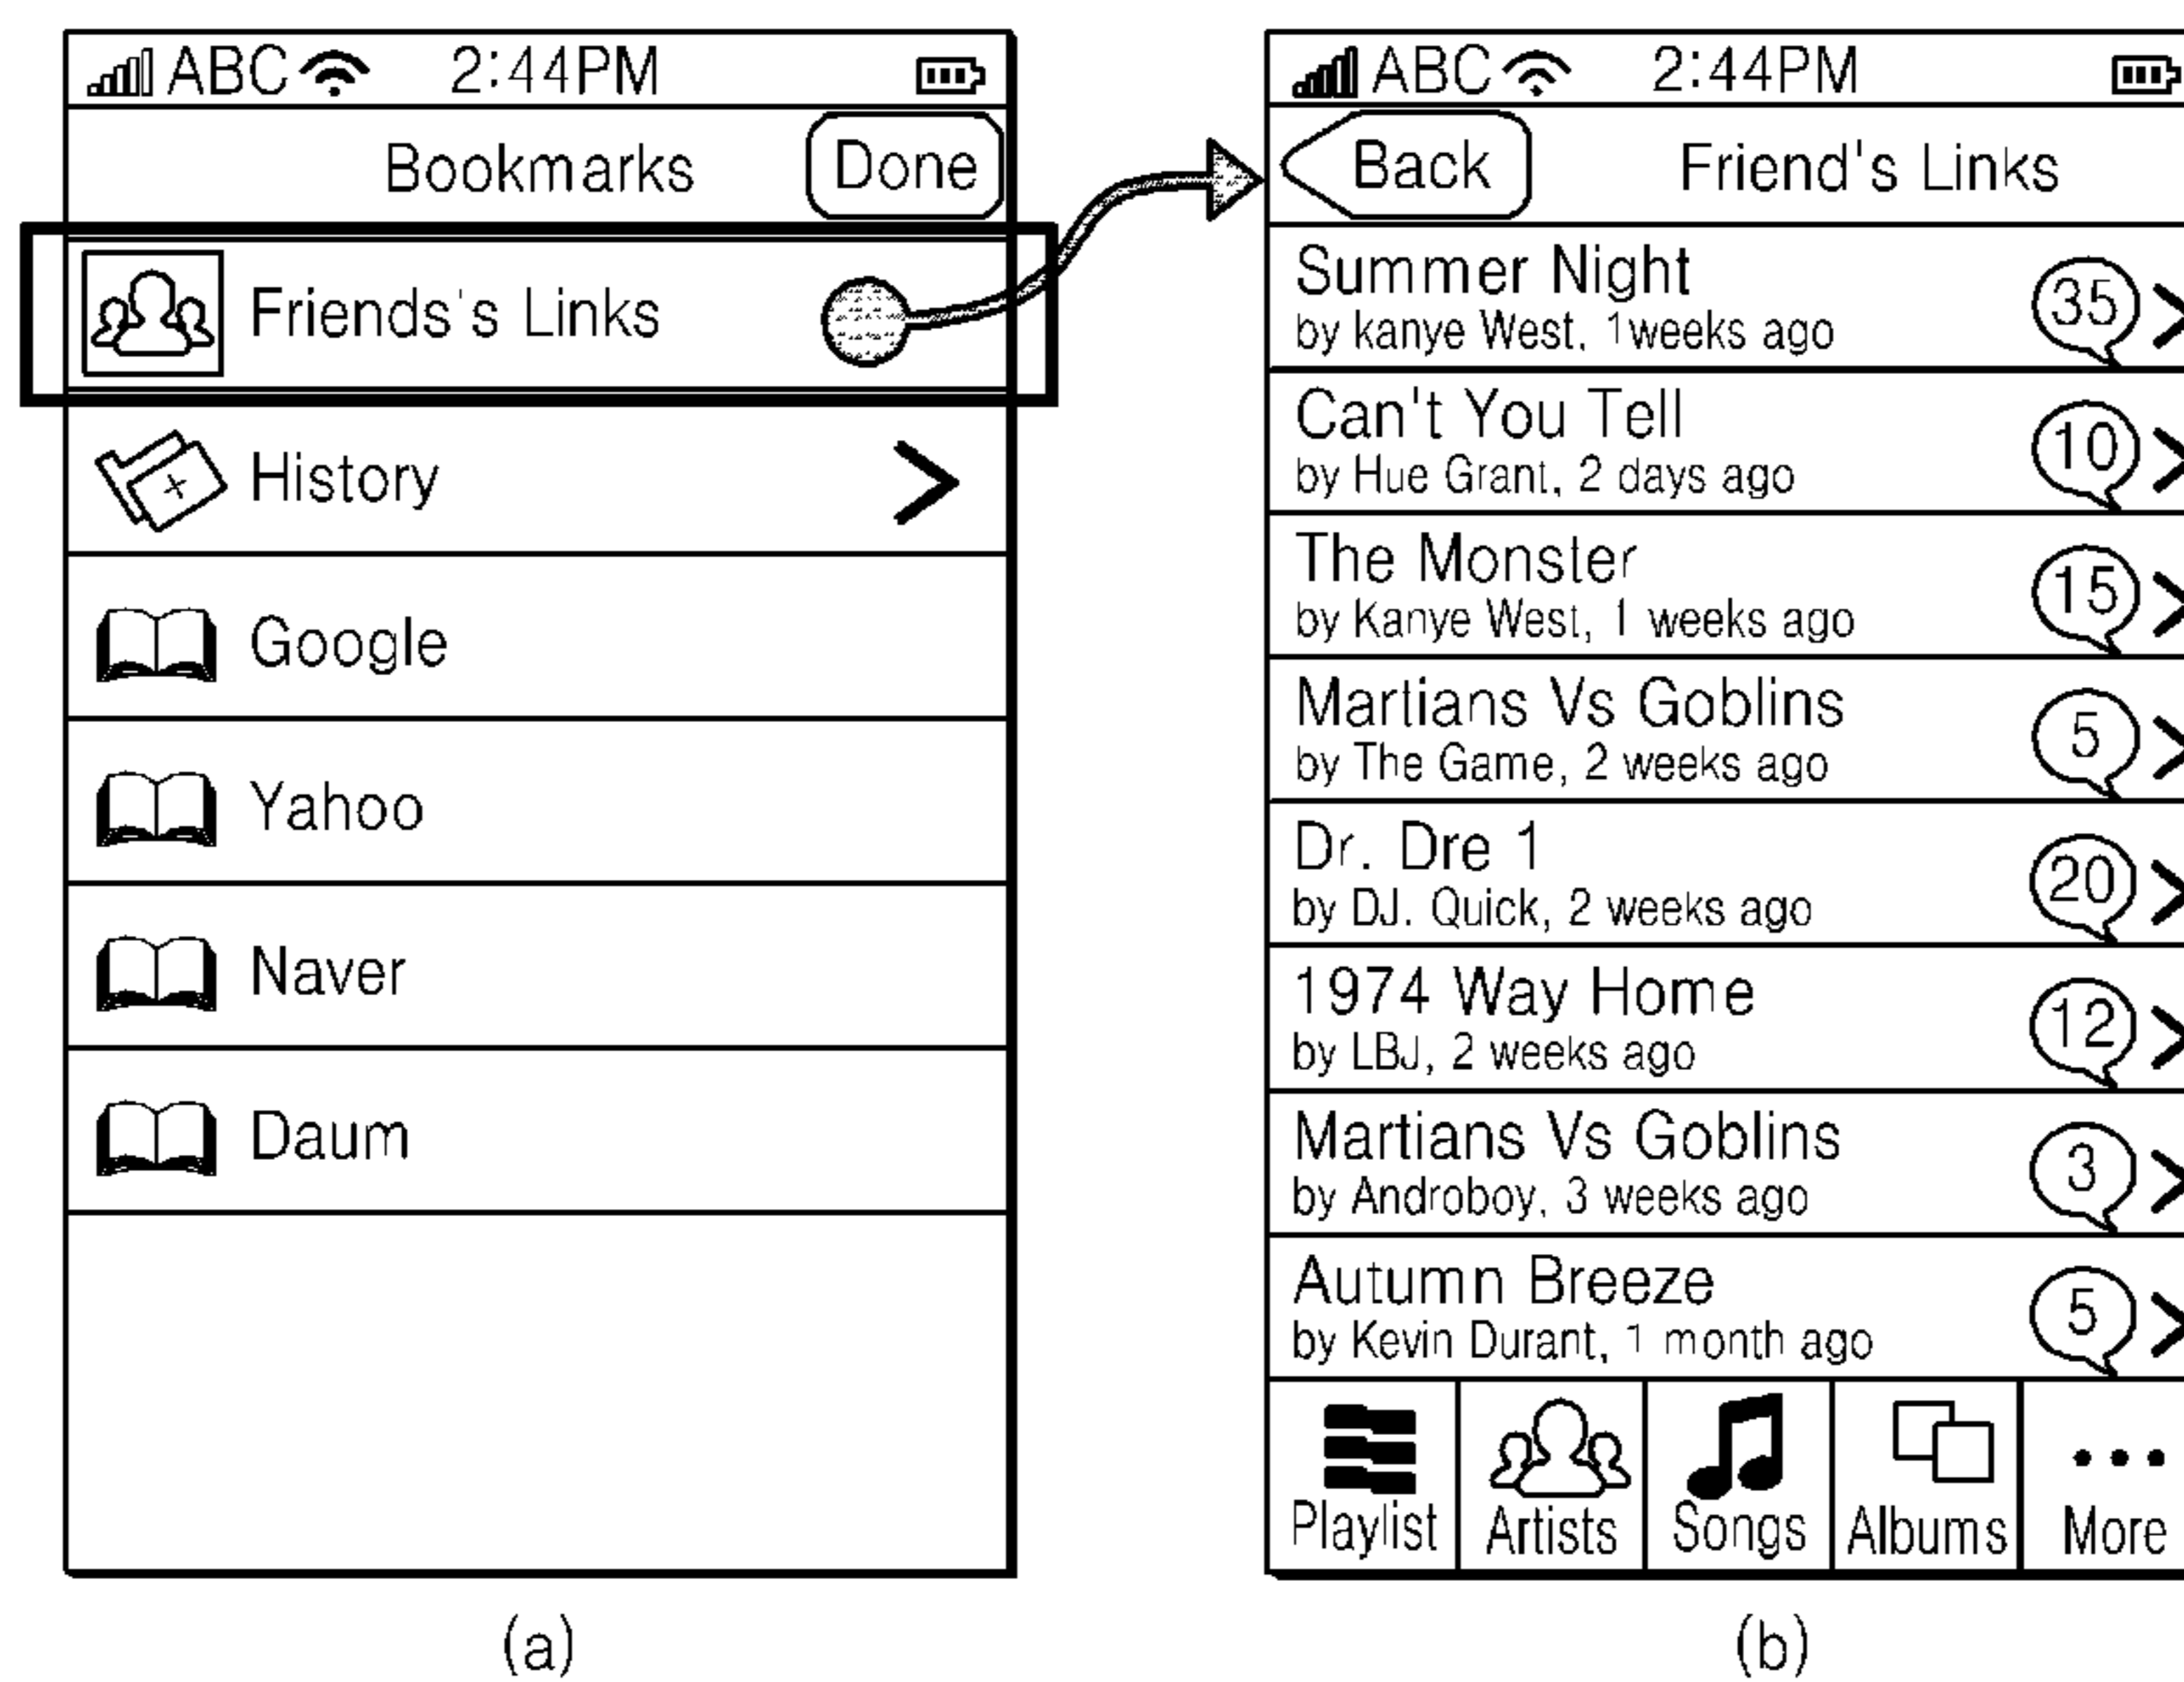 ABC 2:44PM
Bookmarks Done
Friends's Links
History
Google
Yahoo
Naver
Daum
(a)
ABC 2:44PM
Back Friend's Links
Summer Night
by kanye West, 1weeks ago
35
Can't You Tell
by Hue Grant, 2 days ago
10
The Monster
by Kanye West, 1 weeks ago
15
Martians Vs Goblins
by The Game, 2 weeks ago
5
Dr. Dre 1
by DJ. Quick, 2 weeks ago
20
1974 Way Home
by LBJ, 2 weeks ago
12
Martians Vs Goblins
by Androboy, 3 weeks ago
3
Autumn Breeze
by Kevin Durant, 1 month ago
5
Playlist Artists Songs Albums More
(b)